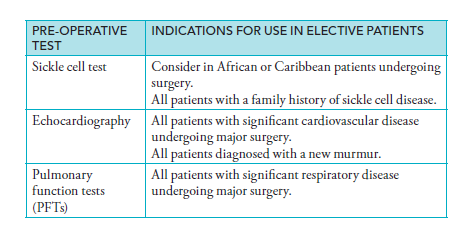 PRE-OPERATIVE TEST
INDICATIONS FOR USE IN ELECTIVE PATIENTS
Sickle cell test
Consider in African or Caribbean patients undergoing
surgery.
All patients with a family history of sickle cell disease.
Echocardiography
All patients with significant cardiovascular disease
undergoing major surgery.
All patients diagnosed with a new murmur.
Pulmonary
function tests
(PFTs)
All patients with significant respiratory disease
undergoing major surgery.